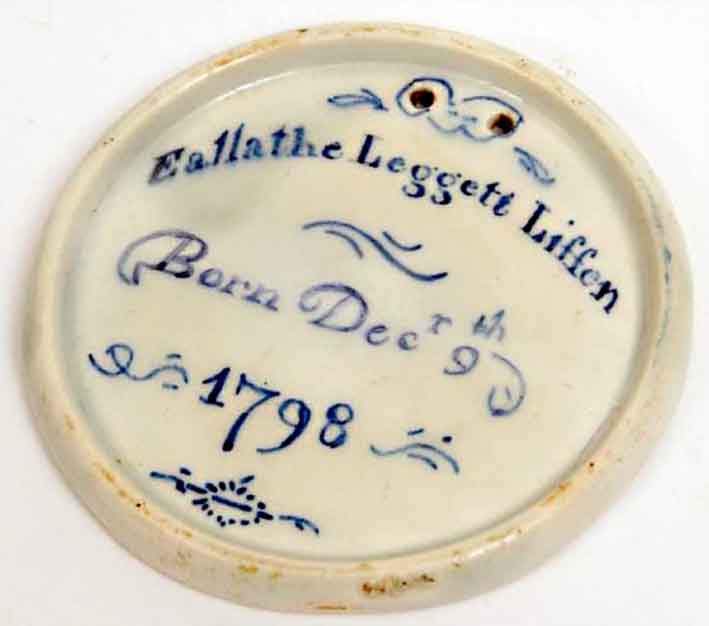 Eallathe Leggett Liffen
Born Decr 9th
1798